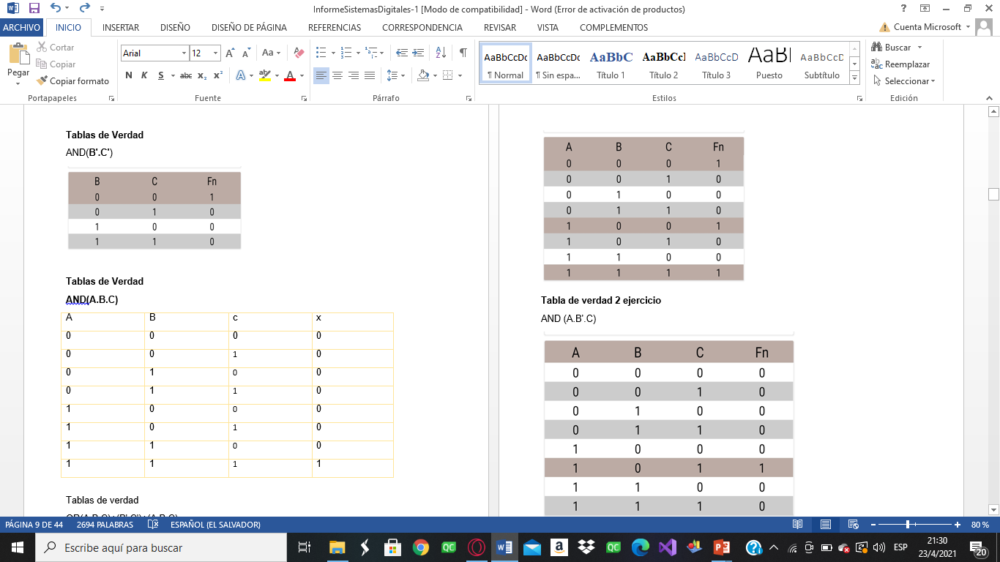 InformeSistemasDigitales-1 [Modo de compatibilidad] - Word (Error de activación de productos)
ARCHIVO INICIO INSERTAR DISEÑO DISEÑO DE PÁGINA REFERENCIAS CORRESPONDENCIA REVISAR VISTA COMPLEMENTOS Cuenta Microsoft
Pegar
Cortar
Copiar
Copiar formato
Portapapeles
Arial 12
N K S abc x₂ x²
Fuente
Párrafo
AaBbCcDc AaBbCcDc AaBbC AaBbCcI AaBbCcD AaBl AaBbCcD
¶ Normal ¶ Sin espa... Título 1 Título 2 Título 3 Puesto Subtítulo
Estilos
Buscar
Reemplazar
Seleccionar
Edición
Tablas de Verdad
AND(B'.C')
B C Fn
0 0 1
0 1 0
1 0 0
1 1 0
Tablas de Verdad
AND(A.B.C)
A B c x
0 0 0 0
0 0 1 0
0 1 0 0
0 1 1 0
1 0 0 0
1 0 1 0
1 1 0 0
1 1 1 1
Tablas de verdad
A B C Fn
0 0 0 1
0 0 1 0
0 1 0 0
0 1 1 0
1 0 0 1
1 0 1 0
1 1 0 0
1 1 1 1
Tabla de verdad 2 ejercicio
AND (A.B'.C)
A B C Fn
0 0 0 0
0 0 1 0
0 1 0 0
0 1 1 0
1 0 0 0
1 0 1 1
1 1 0 0
1 1 1 0
PÁGINA 9 DE 44 2694 PALABRAS ESPAÑOL (EL SALVADOR) 80 %
Escribe aquí para buscar
ESP
21:30
23/4/2021
20